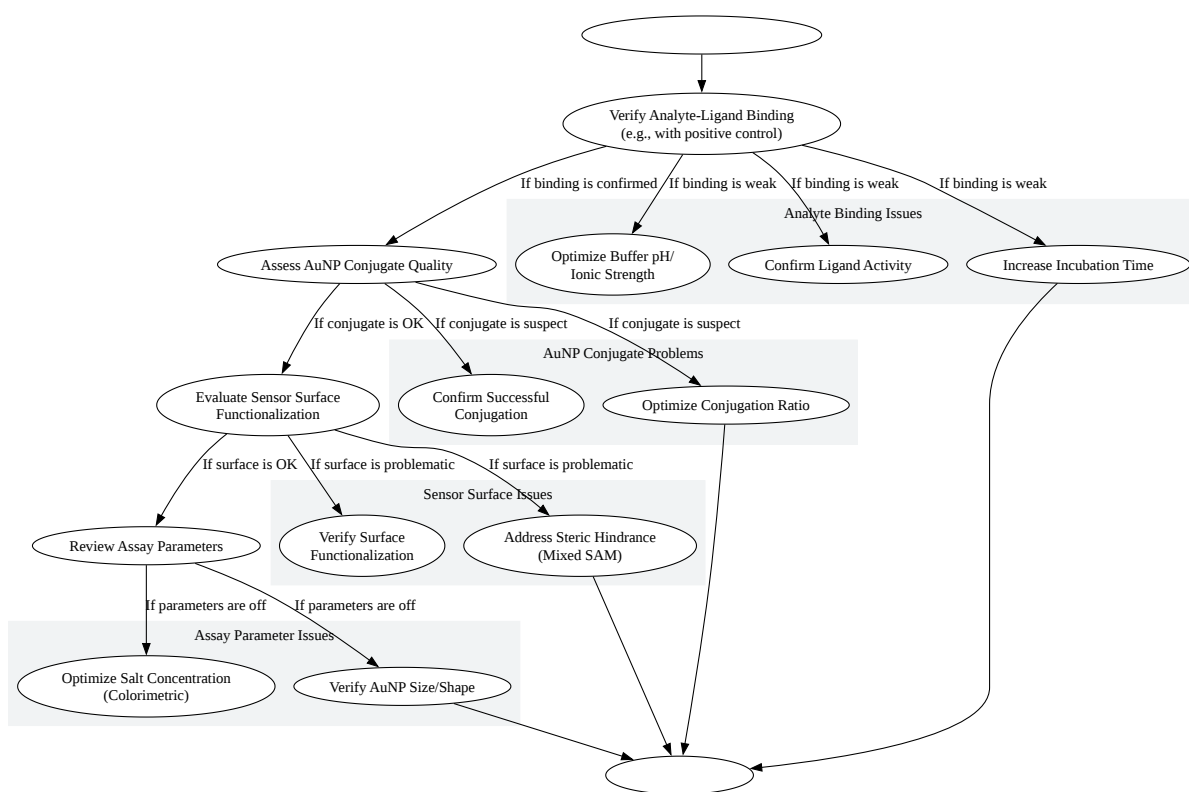 Verify Analyte-Ligand Binding
(e.g., with positive control)
If binding is confirmed
If binding is weak
If binding is weak
If binding is weak
Analyte Binding Issues
Assess AuNP Conjugate Quality
Optimize Buffer pH/
Ionic Strength
Confirm Ligand Activity
Increase Incubation Time
If conjugate is OK
If conjugate is suspect
If conjugate is suspect
AuNP Conjugate Problems
Evaluate Sensor Surface
Functionalization
Confirm Successful
Conjugation
Optimize Conjugation Ratio
If surface is OK
If surface is problematic
If surface is problematic
Sensor Surface Issues
Review Assay Parameters
Verify Surface
Functionalization
Address Steric Hindrance
(Mixed SAM)
If parameters are off
If parameters are off
Assay Parameter Issues
Optimize Salt Concentration
(Colorimetric)
Verify AuNP Size/Shape